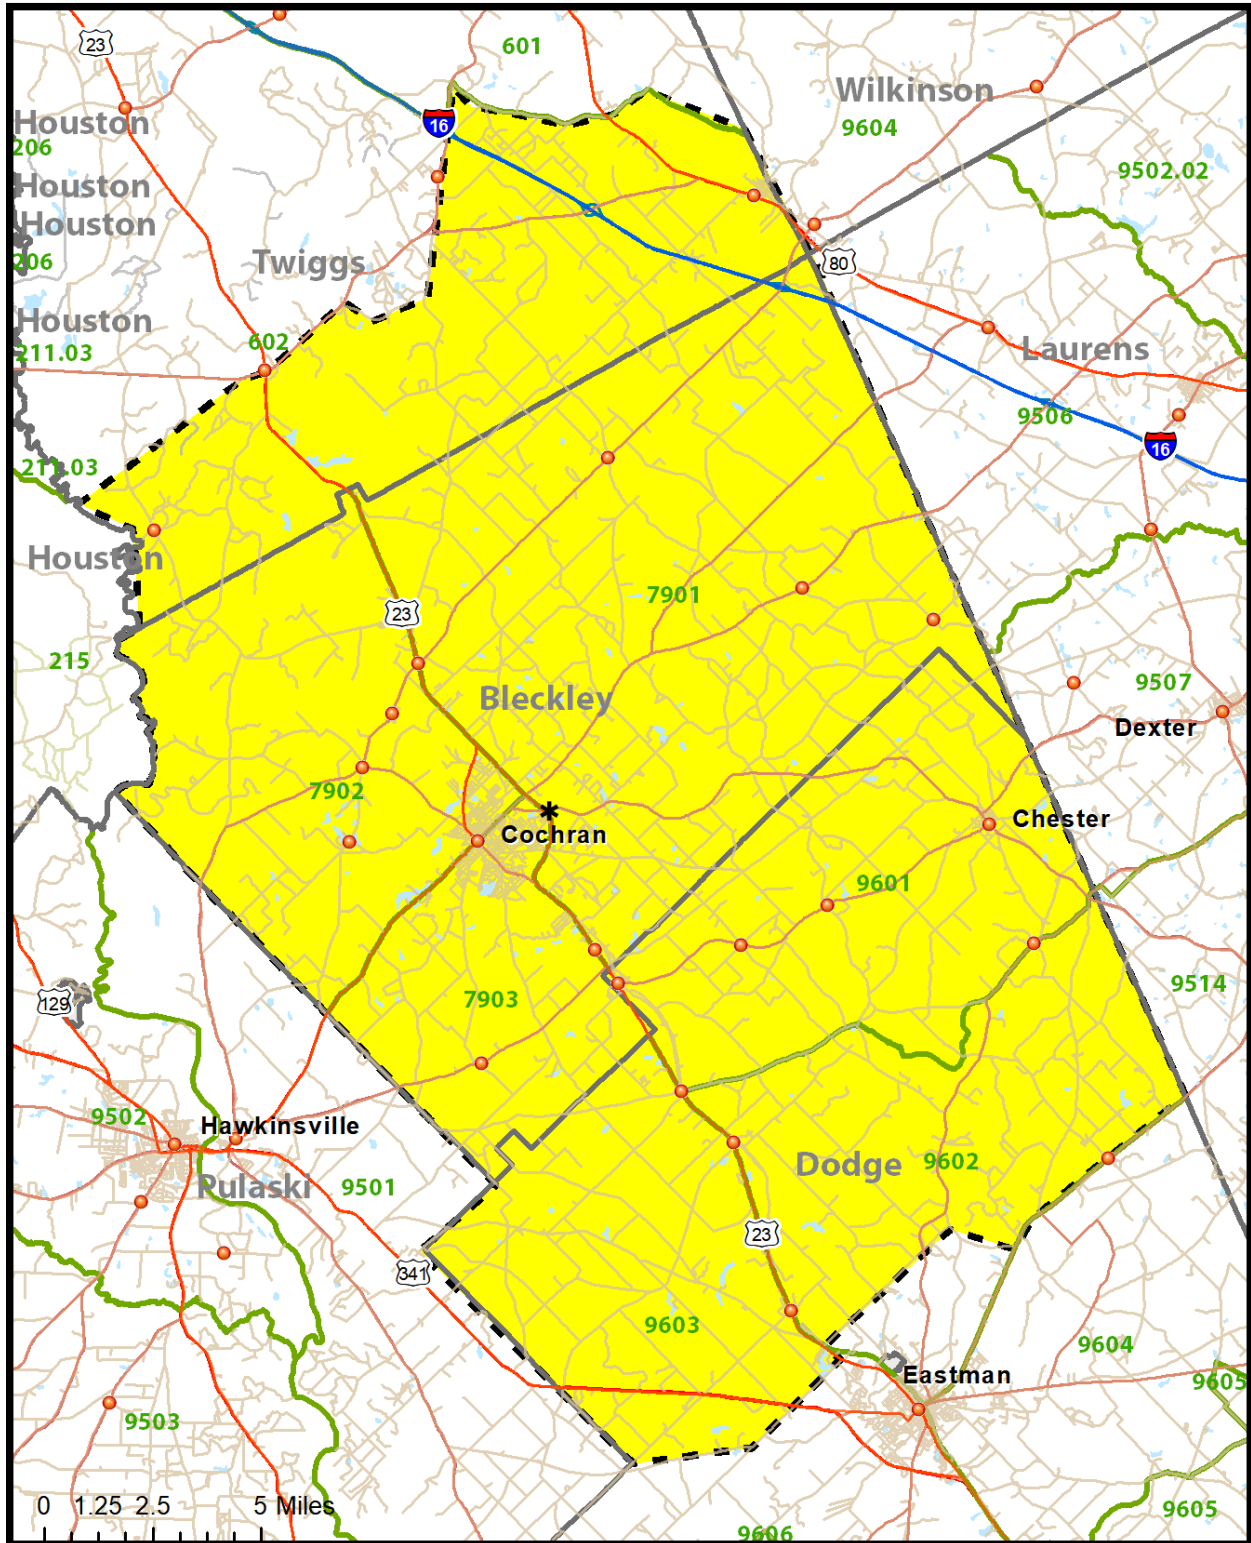 601
23
Wilkinson
Houston
16
9604
206
9502.02
Houston
Houston
206
Twiggs
80
Houston
602
Laurens
211.03
9506
16
211.03
Houston
7901
23
215
9507
Bleckley
Dexter
7902
Chester
*
Cochran
9601
9514
7903
129
9502
Hawkinsville
Dodge
9602
Pulaski
9501
23
341
9603
9604
Eastman
9605
9503
0 1.25 2.5 5 Miles
9605
9606